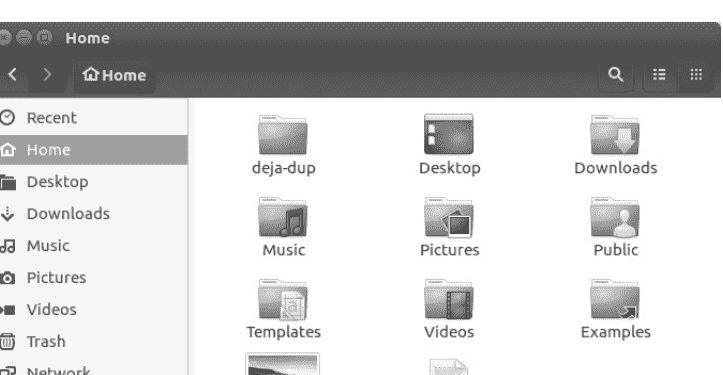 Home
Home
Recent
Home
Desktop
Downloads
Music
Pictures
Videos
Trash
Network
deja-dup Desktop Downloads
Music Pictures Public
Templates Videos Examples